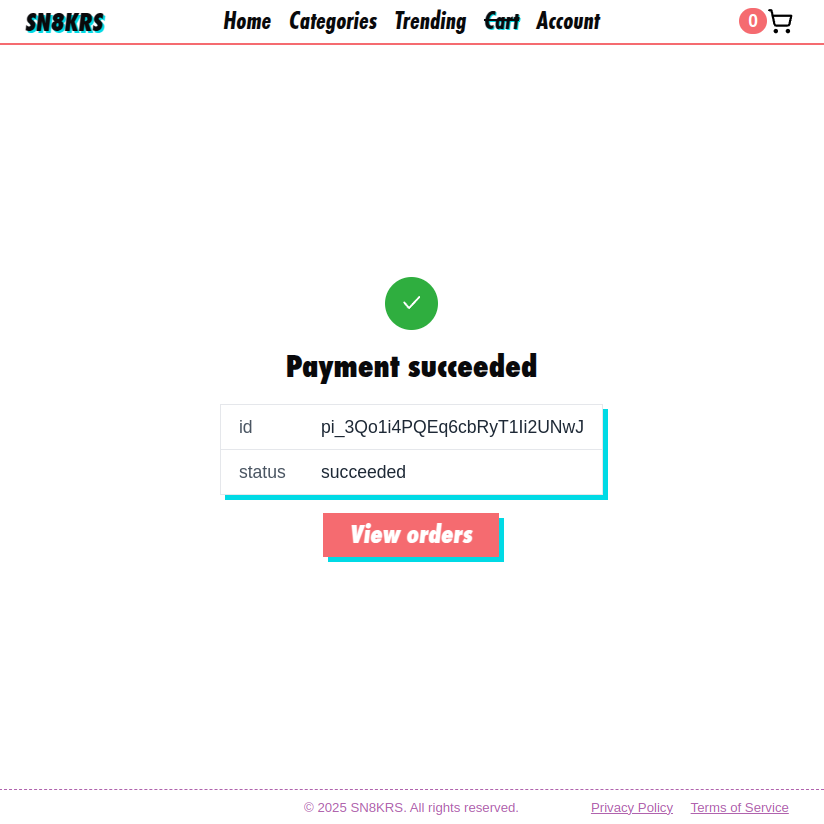 SN8KRS Home Categories Trending Cart Account 0
Payment succeeded
id pi_3Qo1i4PQEq6cbRyT1Ii2UNwJ
status succeeded
View orders
© 2025 SN8KRS. All rights reserved. Privacy Policy Terms of Service